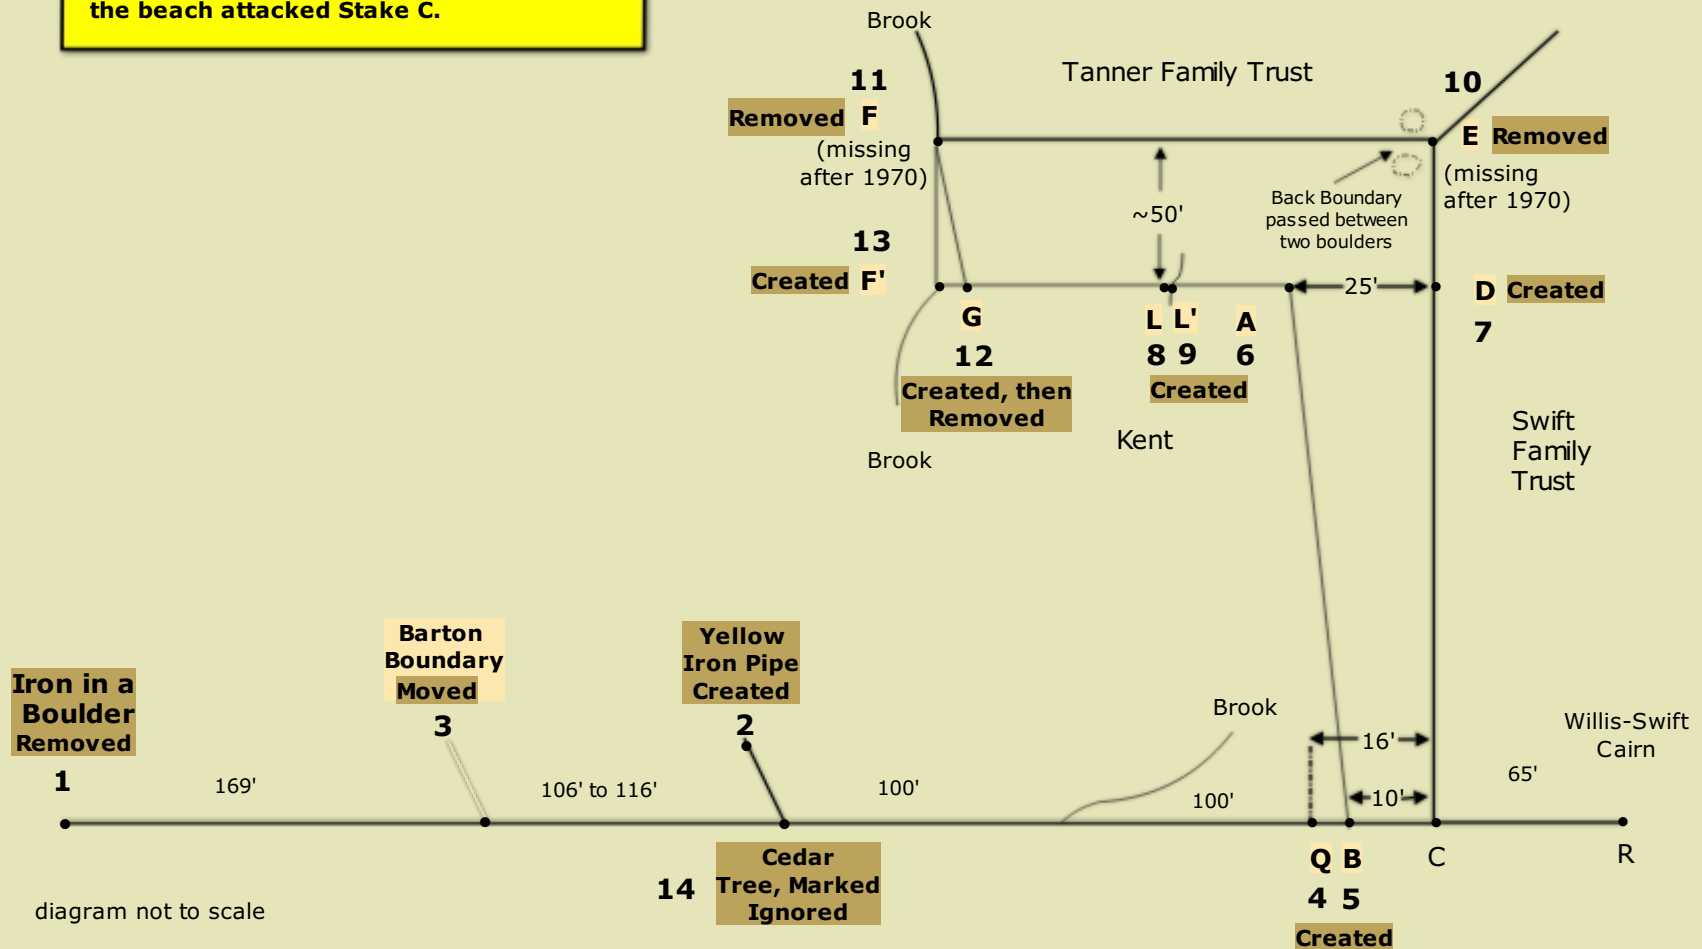 the beach attacked Stake C.
Brook
Tanner Family Trust
11
10
Removed F
E Removed
(missing
after 1970)
(missing
after 1970)
Back Boundary
passed between
two boulders
~50'
13
Created F'
25'
D Created
7
G
12
Created, then
Removed
L L' A
8 9 6
Created
Kent
Brook
Swift
Family
Trust
Iron in a
Boulder
Removed
1
Barton
Boundary
Moved
3
Yellow
Iron Pipe
Created
2
Brook
Willis-Swift
Cairn
16'
169'
106' to 116'
100'
100'
10'
65'
Cedar
Tree, Marked
Ignored
14
Q B
4 5
Created
C
R
diagram not to scale